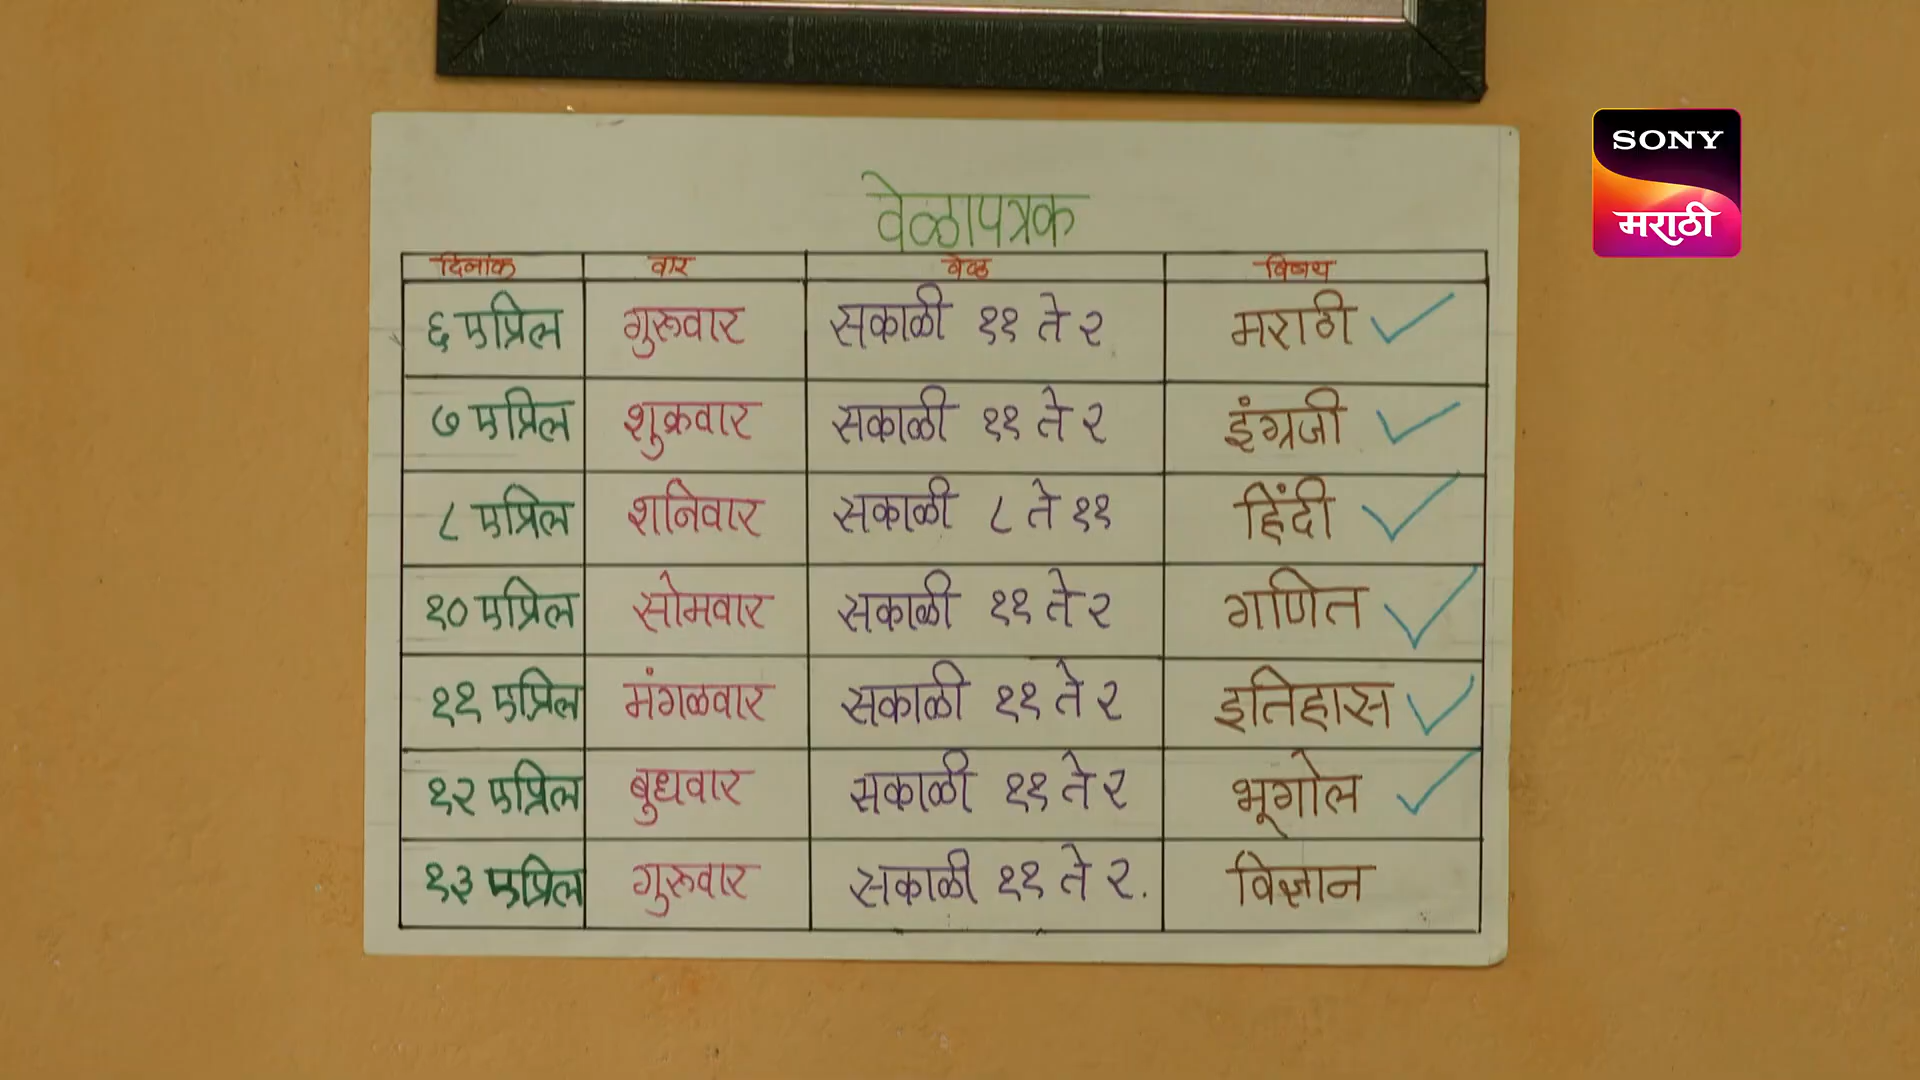 SONY
मराठी
वेळापत्रक
दिनांक वार वेळ विषय
६ एप्रिल गुरूवार सकाळी ११ ते २ मराठी
७ एप्रिल शुक्रवार सकाळी ११ ते २ इंग्रजी
८ एप्रिल शनिवार सकाळी ८ ते ११ हिंदी
१० एप्रिल सोमवार सकाळी ११ ते २ गणित
११ एप्रिल मंगळवार सकाळी ११ ते २ इतिहास
१२ एप्रिल बुधवार सकाळी ११ ते २ भूगोल
१३ एप्रिल गुरूवार सकाळी ११ ते २. विज्ञान